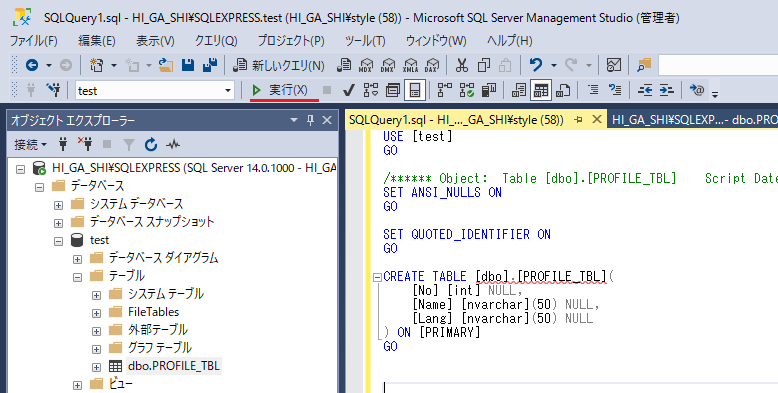 SQLQuery1.sql - HI_GA_SHI¥SQLEXPRESS.test (HI_GA_SHI¥style (58)) - Microsoft SQL Server Management Studio (管理者)
ファイル(F) 編集(E) 表示(V) クエリ(Q) プロジェクト(P) ツール(T) ウィンドウ(W) ヘルプ(H)
新しいクエリ(N) MDX DMX XMLA DAX
test 実行(X)
オブジェクト エクスプローラー
接続
HI_GA_SHI¥SQLEXPRESS (SQL Server 14.0.1000 - HI_GA
データベース
システム データベース
データベース スナップショット
test
データベース ダイアグラム
テーブル
システム テーブル
FileTables
外部テーブル
グラフ テーブル
dbo.PROFILE_TBL
ビュー
SQLQuery1.sql - HI_..._GA_SHI¥style (58)) HI_GA_SHI¥SQLEXP...- dbo.PRO
USE [test]
GO
/****** Object:  Table [dbo].[PROFILE_TBL]    Script Date
SET ANSI_NULLS ON
GO
SET QUOTED_IDENTIFIER ON
GO
CREATE TABLE [dbo].[PROFILE_TBL](
[No] [int] NULL,
[Name] [nvarchar](50) NULL,
[Lang] [nvarchar](50) NULL
) ON [PRIMARY]
GO